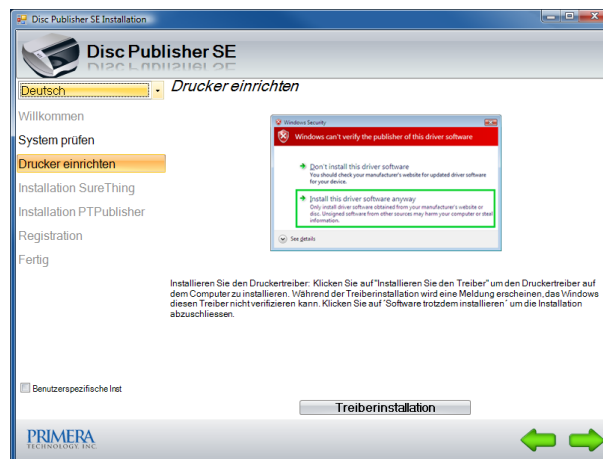 Disc Publisher SE Installation
Disc Publisher SE
Deutsch
Drucker einrichten
Willkommen
System prüfen
Drucker einrichten
Installation SureThing
Installation PTPublisher
Registration
Fertig
Windows Security
Windows can't verify the publisher of this driver software
Don't install this driver software
You should check your manufacturer's website for updated driver software
for your device.
Install this driver software anyway
Only install driver software obtained from your manufacturer's website or
disc. Unsigned software from other sources may harm your computer or steal
information.
See details
Installieren Sie den Druckertreiber: Klicken Sie auf "Installieren Sie den Treiber" um den Druckertreiber auf
dem Computer zu installieren. Während der Treiberinstallation wird eine Meldung erscheinen, das Windows
diesen Treiber nicht verifizieren kann. Klicken Sie auf ''Software trotzdem installieren'' um die Installation
abzuschliessen.
Benutzerspezifische Inst
Treiberinstallation
PRIMERA
TECHNOLOGY, INC.